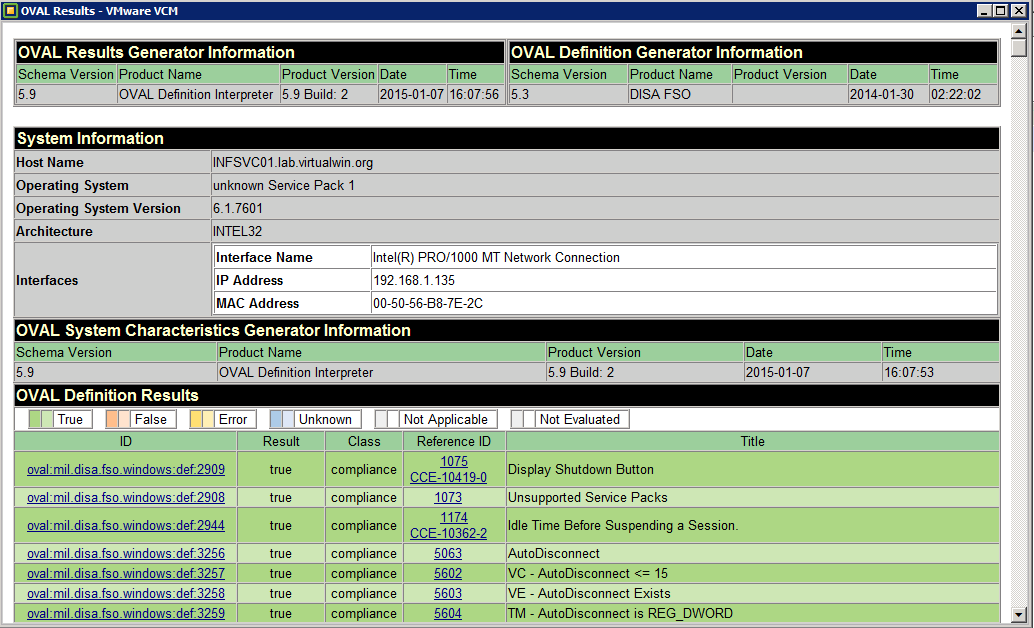 OVAL Results - VMware VCM
OVAL Results Generator Information
Schema Version Product Name Product Version Date Time
5.9 OVAL Definition Interpreter 5.9 Build: 2 2015-01-07 16:07:56
OVAL Definition Generator Information
Schema Version Product Name Product Version Date Time
5.3 DISA FSO 2014-01-30 02:22:02
System Information
Host Name INFSVC01.lab.virtualwin.org
Operating System unknown Service Pack 1
Operating System Version 6.1.7601
Architecture INTEL32
Interfaces
Interface Name Intel(R) PRO/1000 MT Network Connection
IP Address 192.168.1.135
MAC Address 00-50-56-B8-7E-2C
OVAL System Characteristics Generator Information
Schema Version Product Name Product Version Date Time
5.9 OVAL Definition Interpreter 5.9 Build: 2 2015-01-07 16:07:53
OVAL Definition Results
True False Error Unknown Not Applicable Not Evaluated
ID Result Class Reference ID Title
oval:mil.disa.fso.windows:def:2909 true compliance 1075 CCE-10419-0 Display Shutdown Button
oval:mil.disa.fso.windows:def:2908 true compliance 1073 Unsupported Service Packs
oval:mil.disa.fso.windows:def:2944 true compliance 1174 CCE-10362-2 Idle Time Before Suspending a Session.
oval:mil.disa.fso.windows:def:3256 true compliance 5063 AutoDisconnect
oval:mil.disa.fso.windows:def:3257 true compliance 5602 VC - AutoDisconnect <= 15
oval:mil.disa.fso.windows:def:3258 true compliance 5603 VE - AutoDisconnect Exists
oval:mil.disa.fso.windows:def:3259 true compliance 5604 TM - AutoDisconnect is REG_DWORD